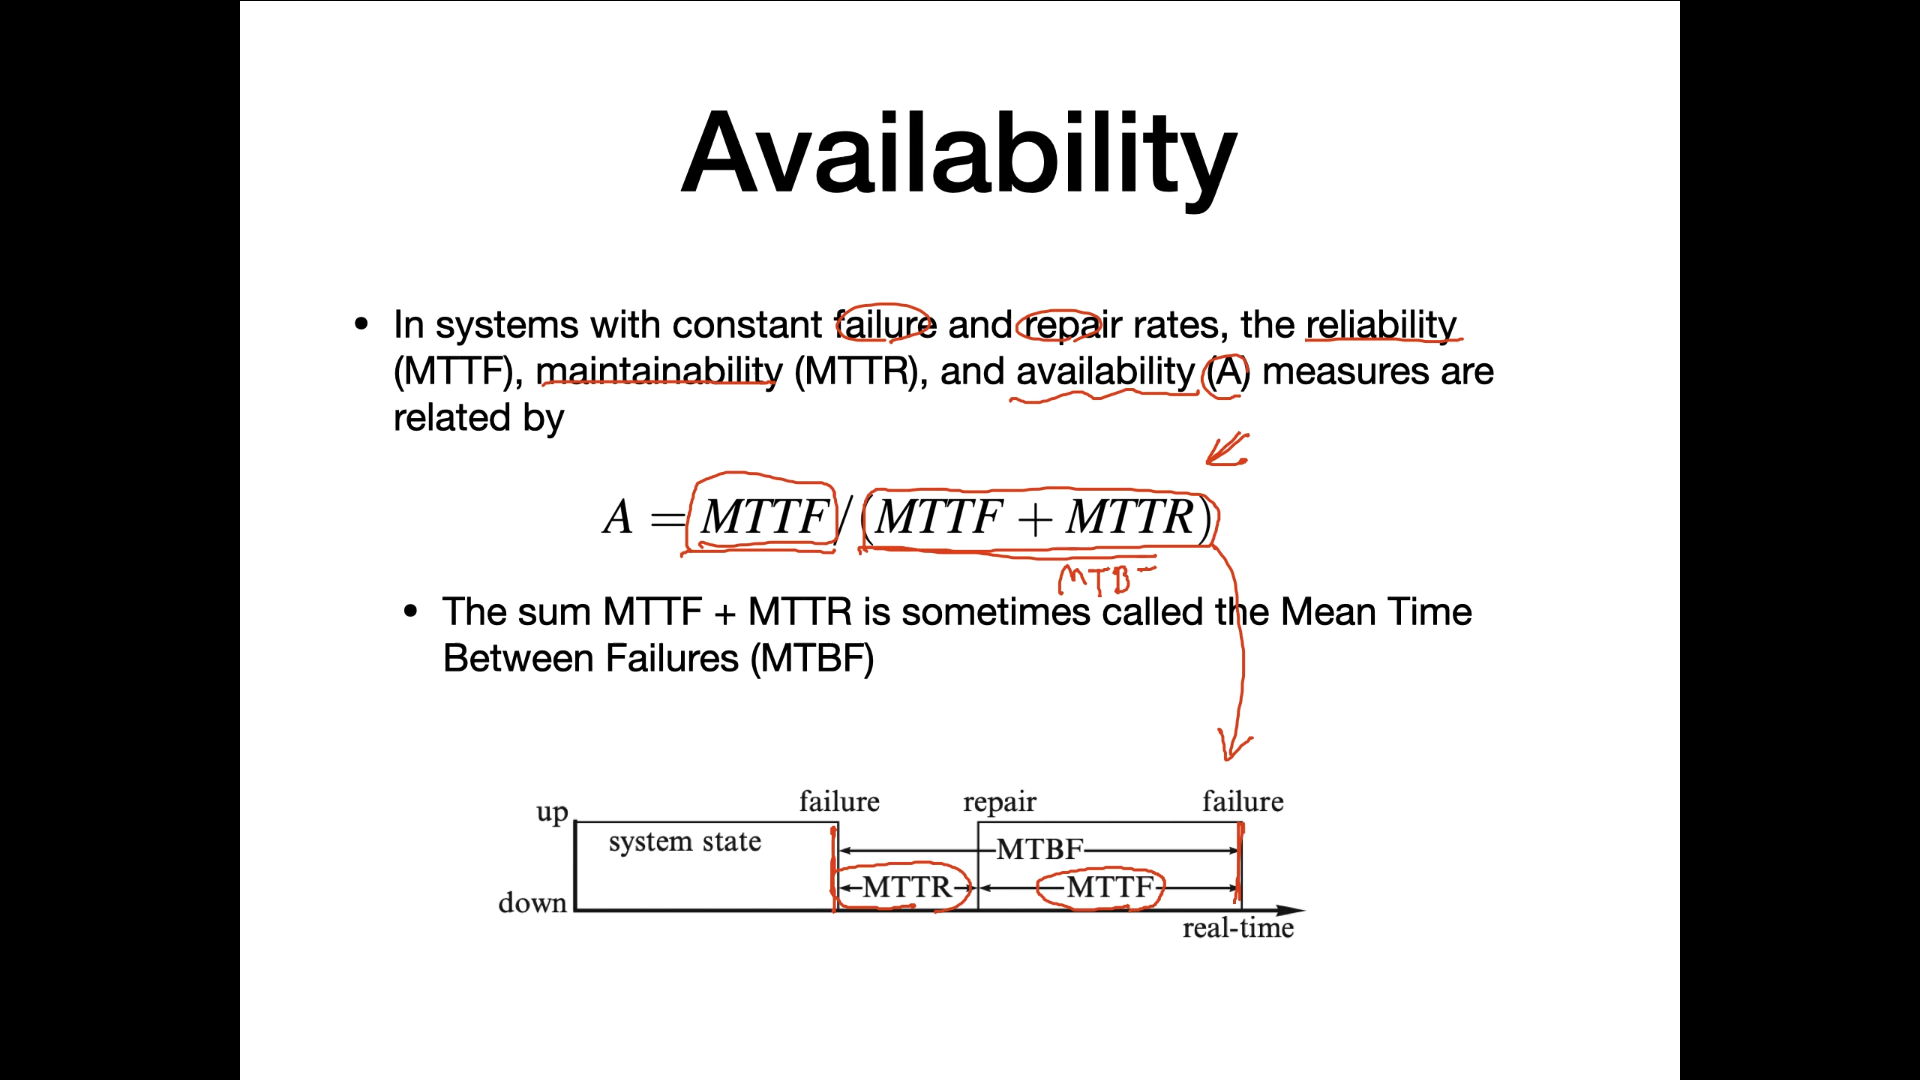 Availability
• In systems with constant failure and repair rates, the reliability
(MTTF), maintainability (MTTR), and availability (A) measures are
related by
A = MTTF/(MTTF + MTTR)
MTBF
• The sum MTTF + MTTR is sometimes called the Mean Time
Between Failures (MTBF)
failure repair failure
up
system state
MTBF
MTTR MTTF
down
real-time